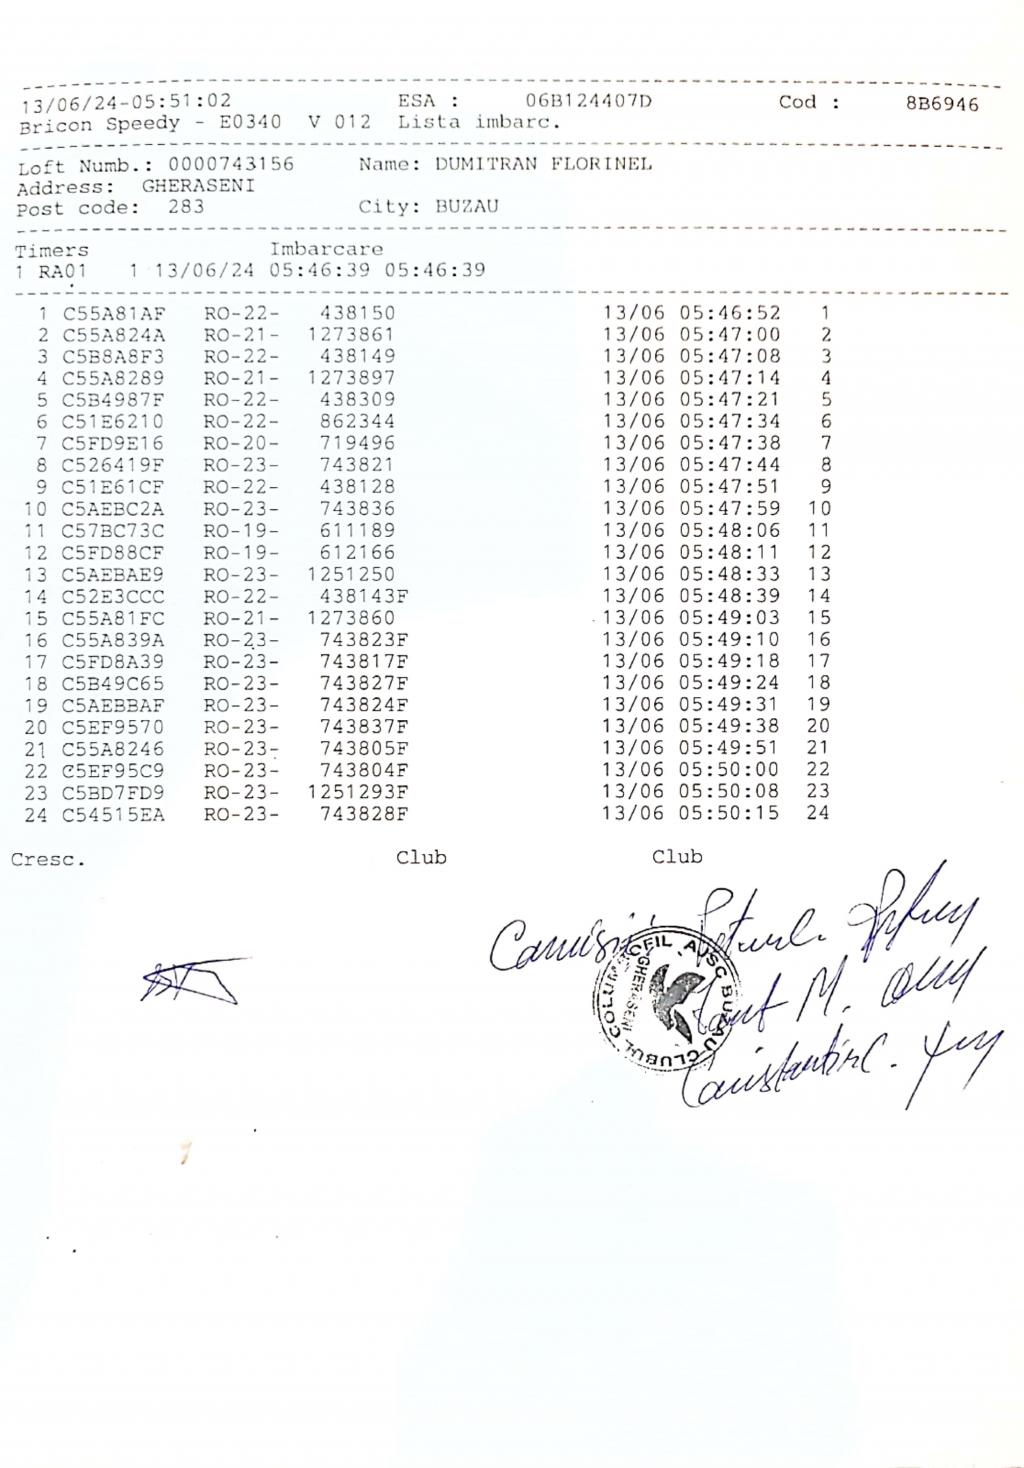 13/06/24-05:51:02 ESA : 06B124407D Cod : 8B6946
Bricon Speedy - E0340 V 012 Lista imbarc.
Loft Numb.: 0000743156 Name: DUMITRAN FLORINEL
Address: GHERASENI
Post code: 283 City: BUZAU
Timers Imbarcare
1 RA01 1 13/06/24 05:46:39 05:46:39
1 C55A81AF RO-22- 438150 13/06 05:46:52 1
2 C55A824A RO-21- 1273861 13/06 05:47:00 2
3 C5B8A8F3 RO-22- 438149 13/06 05:47:08 3
4 C55A8289 RO-21- 1273897 13/06 05:47:14 4
5 C5B4987F RO-22- 438309 13/06 05:47:21 5
6 C51E6210 RO-22- 862344 13/06 05:47:34 6
7 C5FD9E16 RO-20- 719496 13/06 05:47:38 7
8 C526419F RO-23- 743821 13/06 05:47:44 8
9 C51E61CF RO-22- 438128 13/06 05:47:51 9
10 C5AEBC2A RO-23- 743836 13/06 05:47:59 10
11 C57BC73C RO-19- 611189 13/06 05:48:06 11
12 C5FD88CF RO-19- 612166 13/06 05:48:11 12
13 C5AEBAE9 RO-23- 1251250 13/06 05:48:33 13
14 C52E3CCC RO-22- 438143F 13/06 05:48:39 14
15 C55A81FC RO-21- 1273860 13/06 05:49:03 15
16 C55A839A RO-23- 743823F 13/06 05:49:10 16
17 C5FD8A39 RO-23- 743817F 13/06 05:49:18 17
18 C5B49C65 RO-23- 743827F 13/06 05:49:24 18
19 C5AEBBAF RO-23- 743824F 13/06 05:49:31 19
20 C5EF9570 RO-23- 743837F 13/06 05:49:38 20
21 C55A8246 RO-23- 743805F 13/06 05:49:51 21
22 C5EF95C9 RO-23- 743804F 13/06 05:50:00 22
23 C5BD7FD9 RO-23- 1251293F 13/06 05:50:08 23
24 C54515EA RO-23- 743828F 13/06 05:50:15 24
Cresc. Club Club
M.
Constantin C.
AJSC BUZAU CLUBUL
GHERASENI